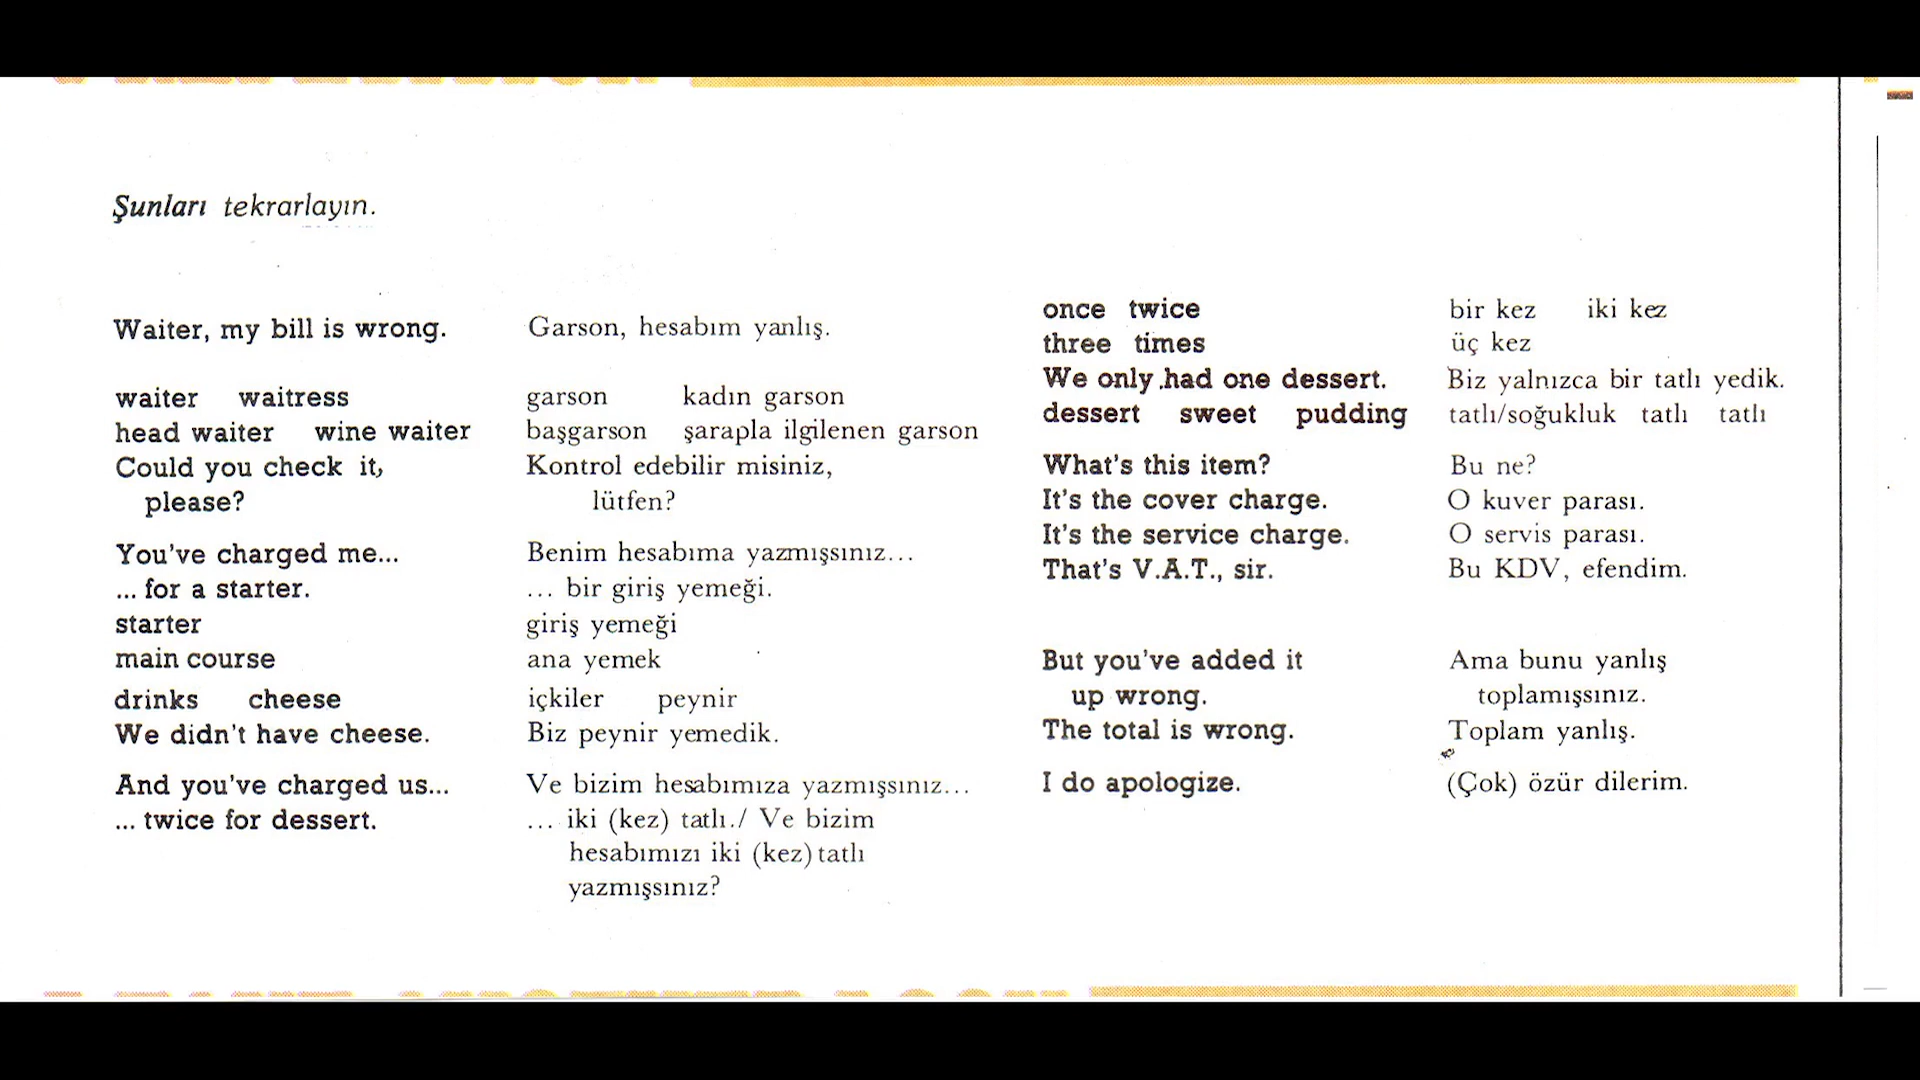 Şunları tekrarlayın.
Waiter, my bill is wrong. Garson, hesabım yanlış.
waiter waitress garson kadın garson
head waiter wine waiter başgarson şarapla ilgilenen garson
Could you check it, Kontrol edebilir misiniz,
please? lütfen?
You've charged me... Benim hesabıma yazmışsınız...
... for a starter. ... bir giriş yemeği.
starter giriş yemeği
main course ana yemek
drinks cheese içkiler peynir
We didn't have cheese. Biz peynir yemedik.
And you've charged us... Ve bizim hesabımıza yazmışsınız...
... twice for dessert. ... iki (kez) tatlı./ Ve bizim
hesabımızı iki (kez) tatlı
yazmışsınız?
once twice bir kez iki kez
three times üç kez
We only had one dessert. Biz yalnızca bir tatlı yedik.
dessert sweet pudding tatlı/soğukluk tatlı tatlı
What's this item? Bu ne?
It's the cover charge. O kuver parası.
It's the service charge. O servis parası.
That's V.A.T., sir. Bu KDV, efendim.
But you've added it Ama bunu yanlış
up wrong. toplamışsınız.
The total is wrong. Toplam yanlış.
I do apologize. (Çok) özür dilerim.